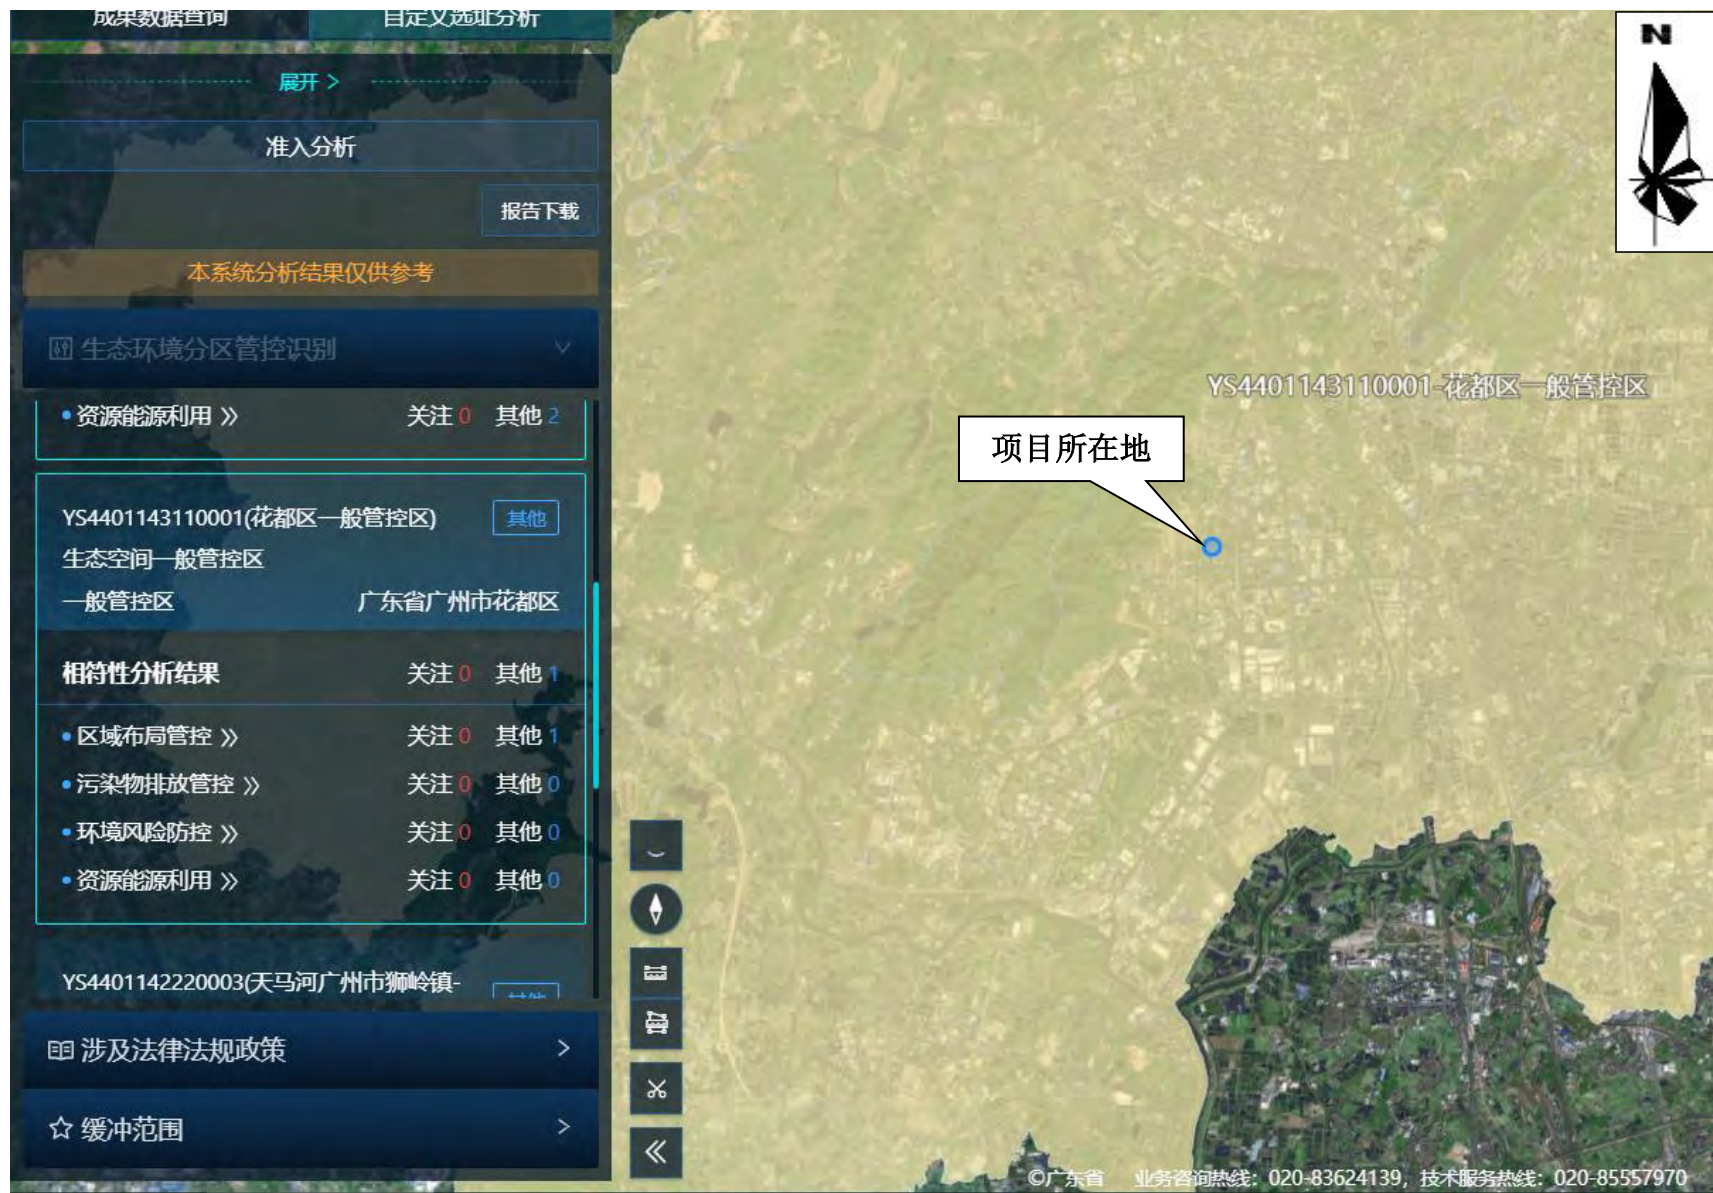 成果数据查询
自定义选址分析
展开 >
准入分析
报告下载
本系统分析结果仅供参考
生态环境分区管控识别
资源能源利用 》 关注 0 其他 2
YS4401143110001(花都区一般管控区) 其他
生态空间一般管控区
一般管控区 广东省广州市花都区
相符性分析结果 关注 0 其他 1
区域布局管控 》 关注 0 其他 1
污染物排放管控 》 关注 0 其他 0
环境风险防控 》 关注 0 其他 0
资源能源利用 》 关注 0 其他 0
YS4401142220003(天马河广州市狮岭镇- 其他
涉及法律法规政策 >
缓冲范围 >
N
YS4401143110001-花都区一般管控区
项目所在地
©广东省 业务咨询热线：020-83624139，技术服务热线：020-85557970